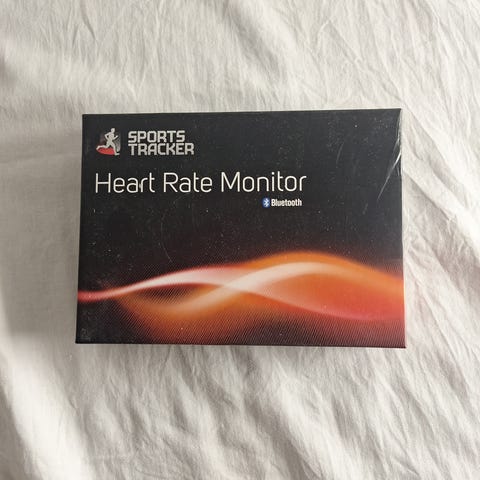 SPORTS
TRACKER
Heart Rate Monitor
Bluetooth